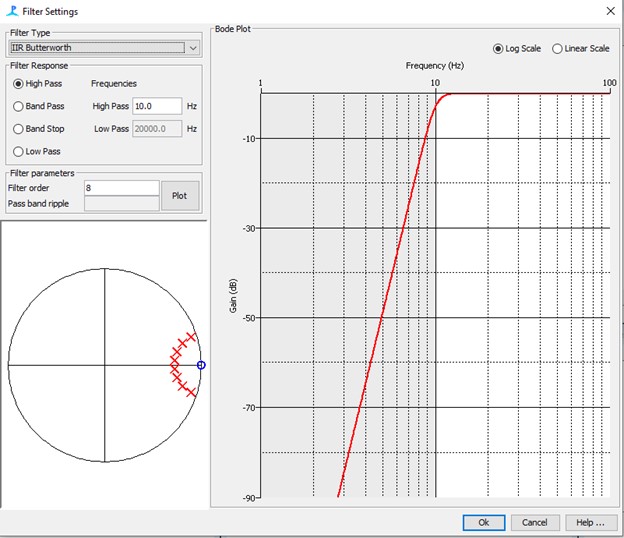 Filter Settings
Filter Type
IIR Butterworth
Filter Response
High Pass
Frequencies
Band Pass
High Pass 10.0 Hz
Band Stop
Low Pass 20000.0 Hz
Low Pass
Filter parameters
Filter order 8
Pass band ripple
Plot
Bode Plot
Log Scale
Linear Scale
Frequency (Hz)
1 10 100
-10
-30
-50
-70
-90
Gain (dB)
Ok
Cancel
Help ...